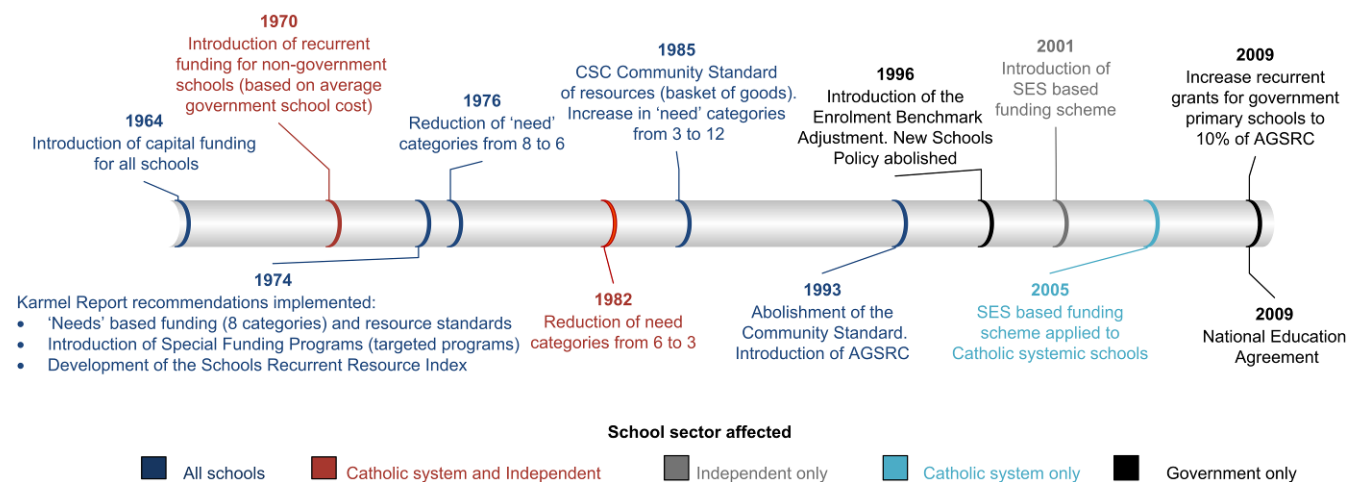 1970
Introduction of recurrent
funding for non-government
schools (based on average
government school cost)
1964
Introduction of capital funding
for all schools
1976
Reduction of ‘need’
categories from 8 to 6
1985
CSC Community Standard
of resources (basket of goods).
Increase in ‘need’ categories
from 3 to 12
1996
Introduction of the
Enrolment Benchmark
Adjustment. New Schools
Policy abolished
2001
Introduction of
SES based
funding scheme
2009
Increase recurrent
grants for government
primary schools to
10% of AGSRC
1974
Karmel Report recommendations implemented:
• ‘Needs’ based funding (8 categories) and resource standards
• Introduction of Special Funding Programs (targeted programs)
• Development of the Schools Recurrent Resource Index
1982
Reduction of need
categories from 6 to 3
1993
Abolishment of the
Community Standard.
Introduction of AGSRC
2005
SES based funding
scheme applied to
Catholic systemic schools
2009
National Education
Agreement
School sector affected
All schools
Catholic system and Independent
Independent only
Catholic system only
Government only